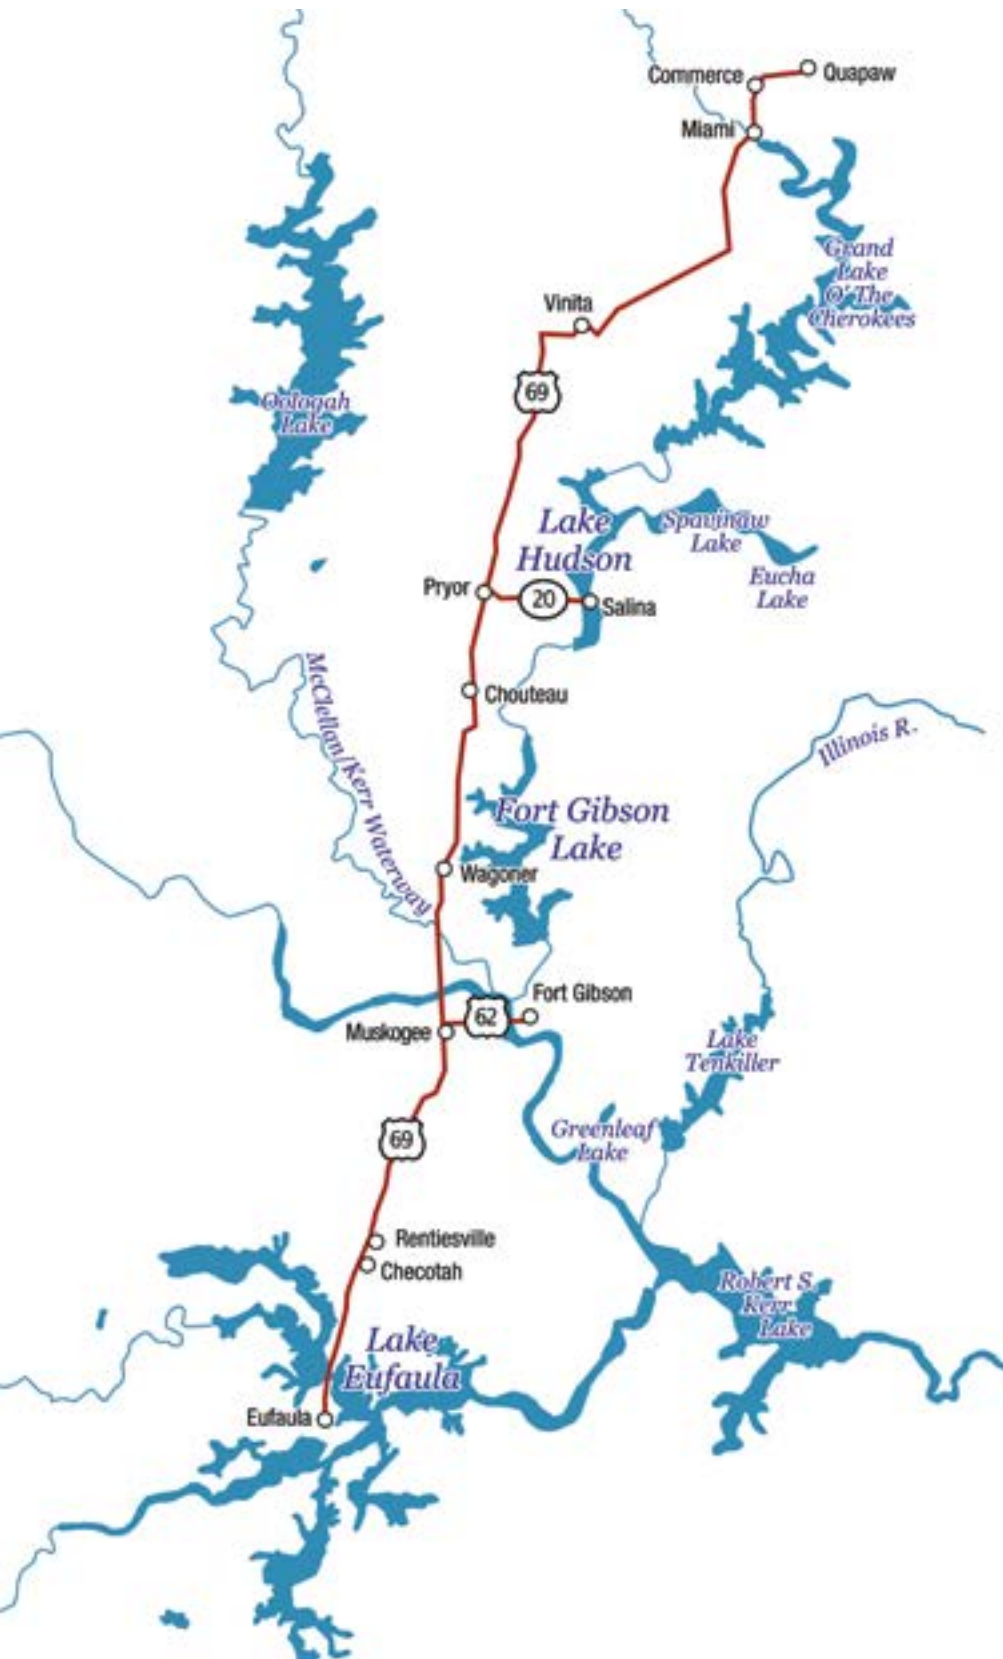 Commerce
Quapaw
Miami
Grand
Lake
O' The
Cherokees
Vinita
69
Oologah
Lake
Lake
Hudson
Spavinaw
Lake
Eucha
Lake
Pryor
20
Salina
McClellan/Kerr Waterway
Chouteau
Illinois R.
Fort Gibson
Lake
Wagoner
Fort Gibson
62
Muskogee
Lake
Tenkiller
69
Greenleaf
Lake
Rentiesville
Checotah
Robert S.
Kerr
Lake
Lake
Eufaula
Eufaula